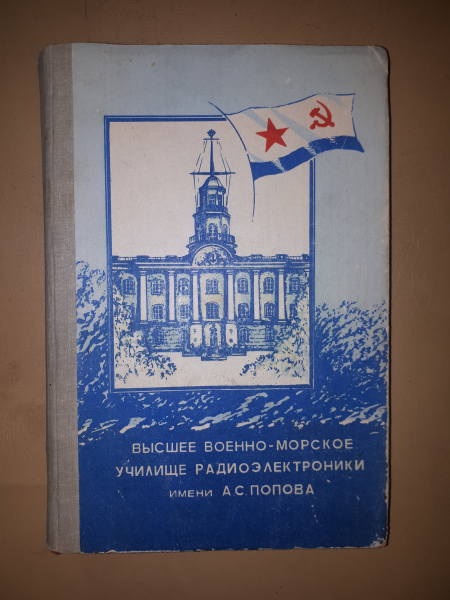 ВЫСШЕЕ ВОЕННО-МОРСКОЕ
УЧИЛИЩЕ РАДИОЭЛЕКТРОНИКИ
ИМЕНИ А.С. ПОПОВА